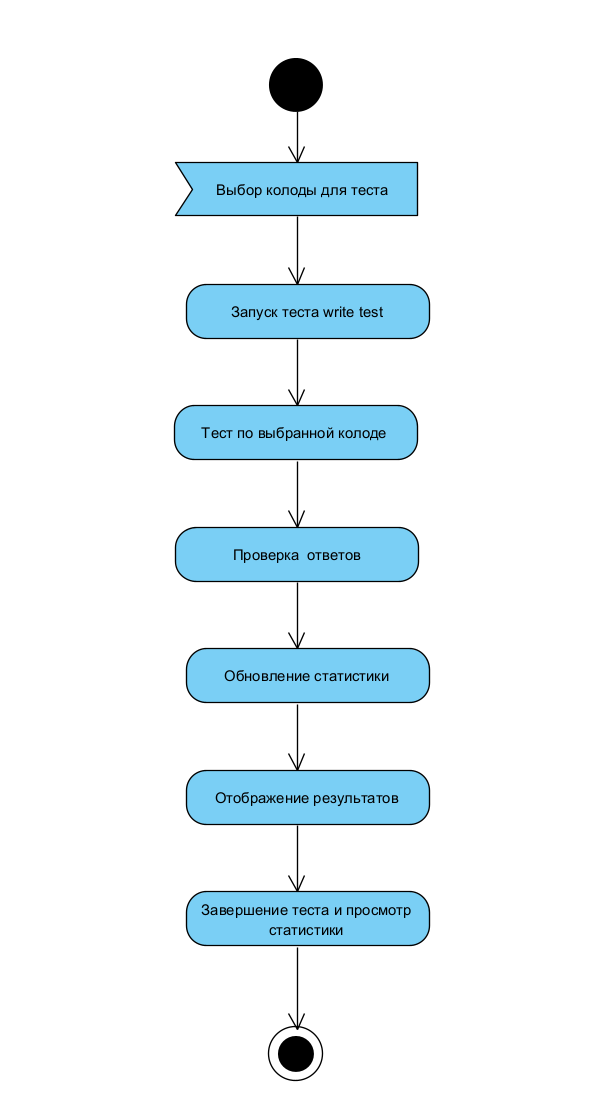 Выбор колоды для теста
Запуск теста write test
Тест по выбранной колоде
Проверка  ответов
Обновление статистики
Отображение результатов
Завершение теста и просмотр
статистики